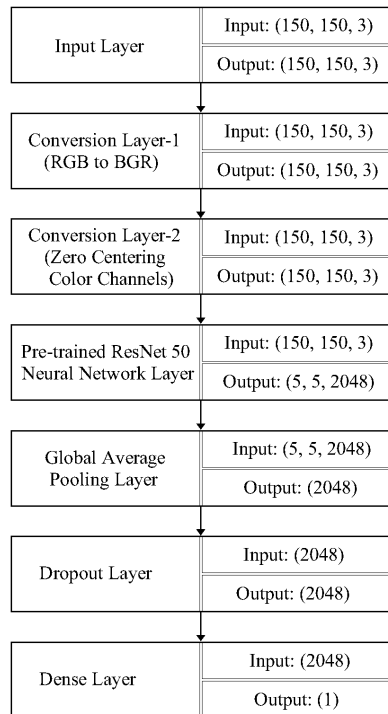 Input Layer
Input: (150, 150, 3)
Output: (150, 150, 3)
Conversion Layer-1
(RGB to BGR)
Input: (150, 150, 3)
Output: (150, 150, 3)
Conversion Layer-2
(Zero Centering
Color Channels)
Input: (150, 150, 3)
Output: (150, 150, 3)
Pre-trained ResNet 50
Neural Network Layer
Input: (150, 150, 3)
Output: (5, 5, 2048)
Global Average
Pooling Layer
Input: (5, 5, 2048)
Output: (2048)
Dropout Layer
Input: (2048)
Output: (2048)
Dense Layer
Input: (2048)
Output: (1)